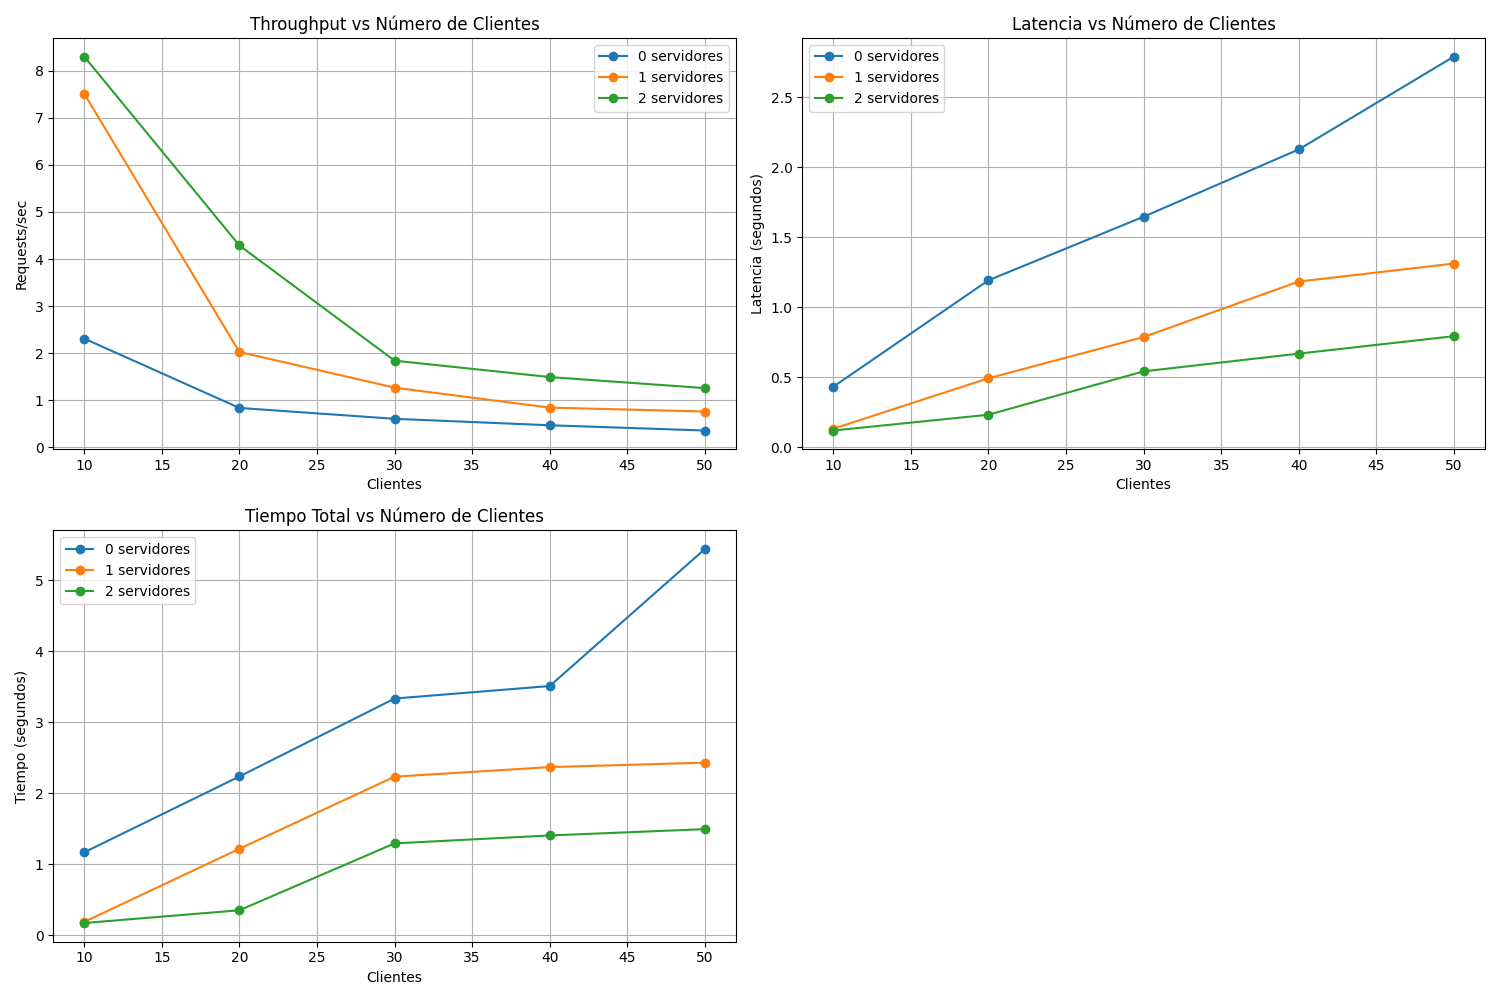 Throughput vs Número de Clientes
Requests/sec
8
7
6
5
4
3
2
1
0
10 15 20 25 30 35 40 45 50
Clientes
0 servidores
1 servidores
2 servidores
Latencia vs Número de Clientes
Latencia (segundos)
2.5
2.0
1.5
1.0
0.5
0.0
10 15 20 25 30 35 40 45 50
Clientes
0 servidores
1 servidores
2 servidores
Tiempo Total vs Número de Clientes
Tiempo (segundos)
5
4
3
2
1
0
10 15 20 25 30 35 40 45 50
Clientes
0 servidores
1 servidores
2 servidores